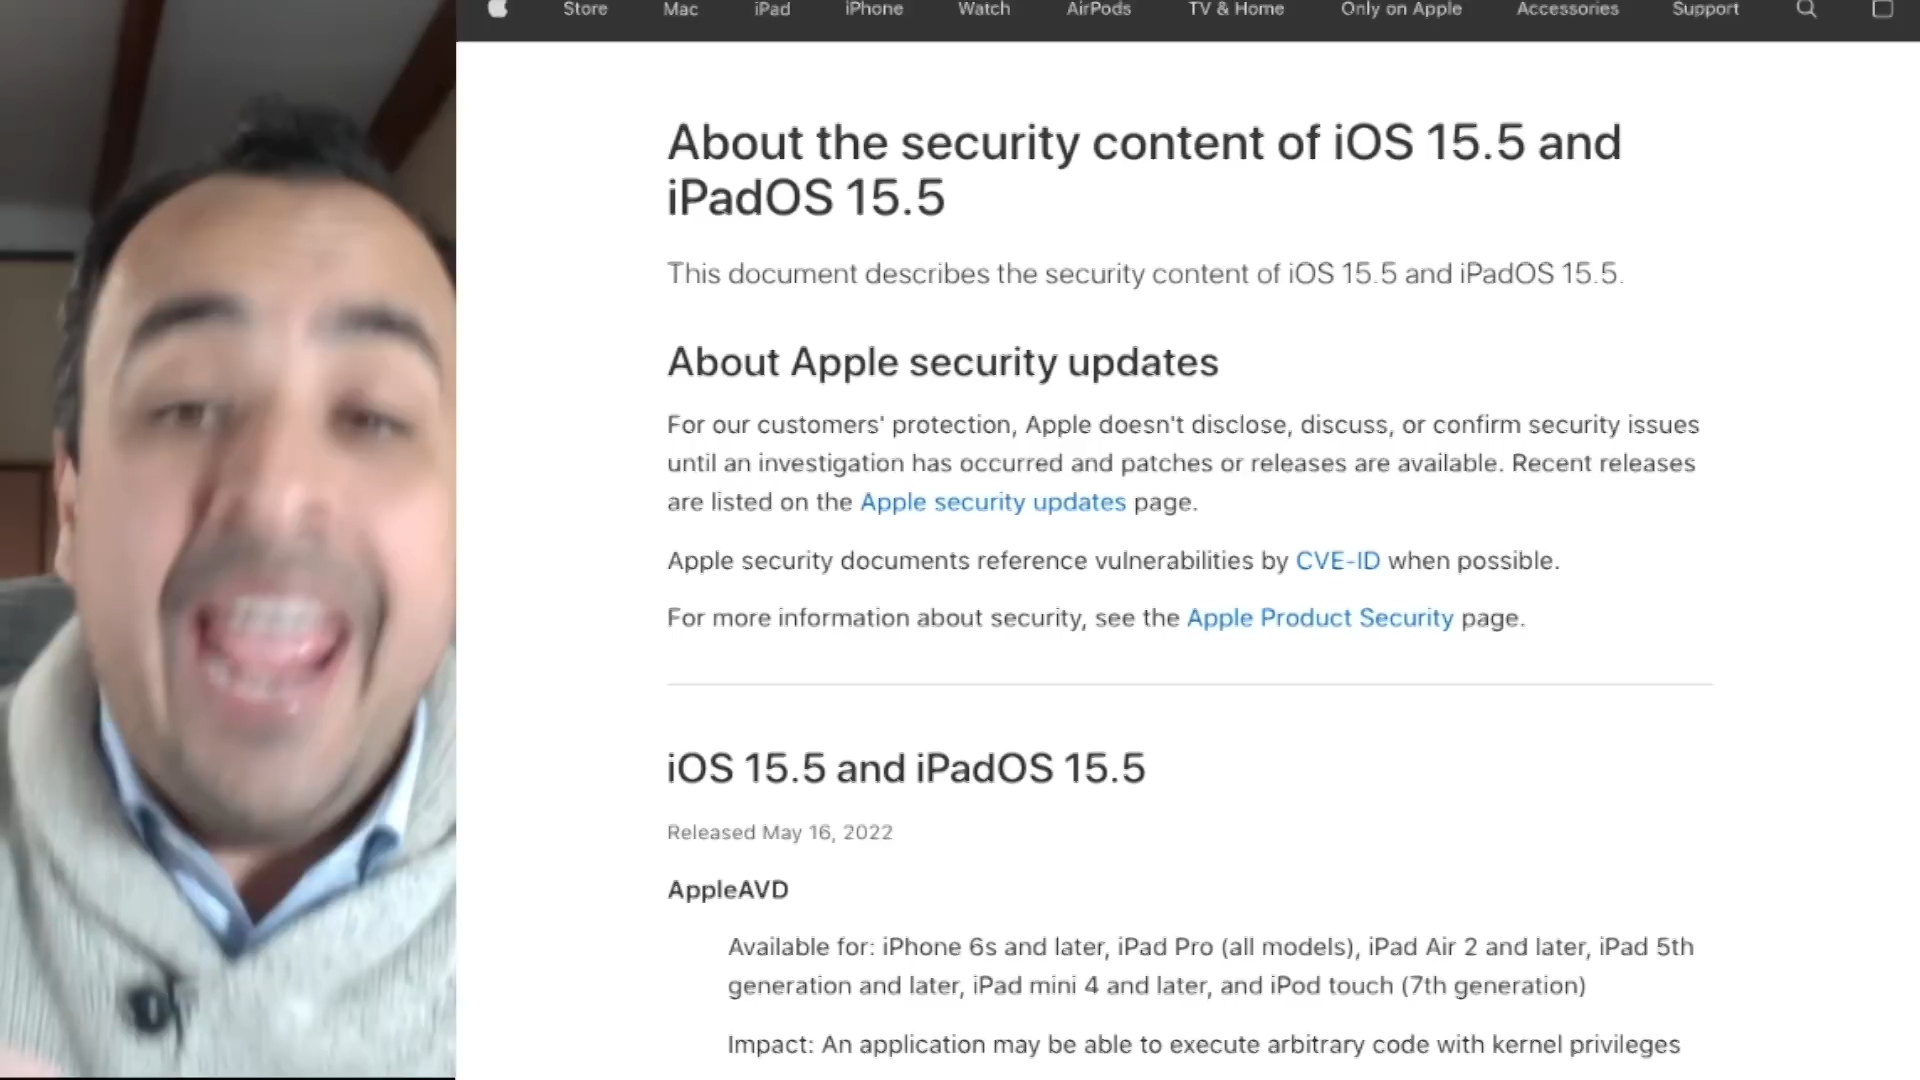 Store Mac iPad iPhone Watch AirPods TV & Home Only on Apple Accessories Support
About the security content of iOS 15.5 and
iPadOS 15.5
This document describes the security content of iOS 15.5 and iPadOS 15.5.
About Apple security updates
For our customers' protection, Apple doesn't disclose, discuss, or confirm security issues
until an investigation has occurred and patches or releases are available. Recent releases
are listed on the Apple security updates page.
Apple security documents reference vulnerabilities by CVE-ID when possible.
For more information about security, see the Apple Product Security page.
iOS 15.5 and iPadOS 15.5
Released May 16, 2022
AppleAVD
Available for: iPhone 6s and later, iPad Pro (all models), iPad Air 2 and later, iPad 5th
generation and later, iPad mini 4 and later, and iPod touch (7th generation)
Impact: An application may be able to execute arbitrary code with kernel privileges